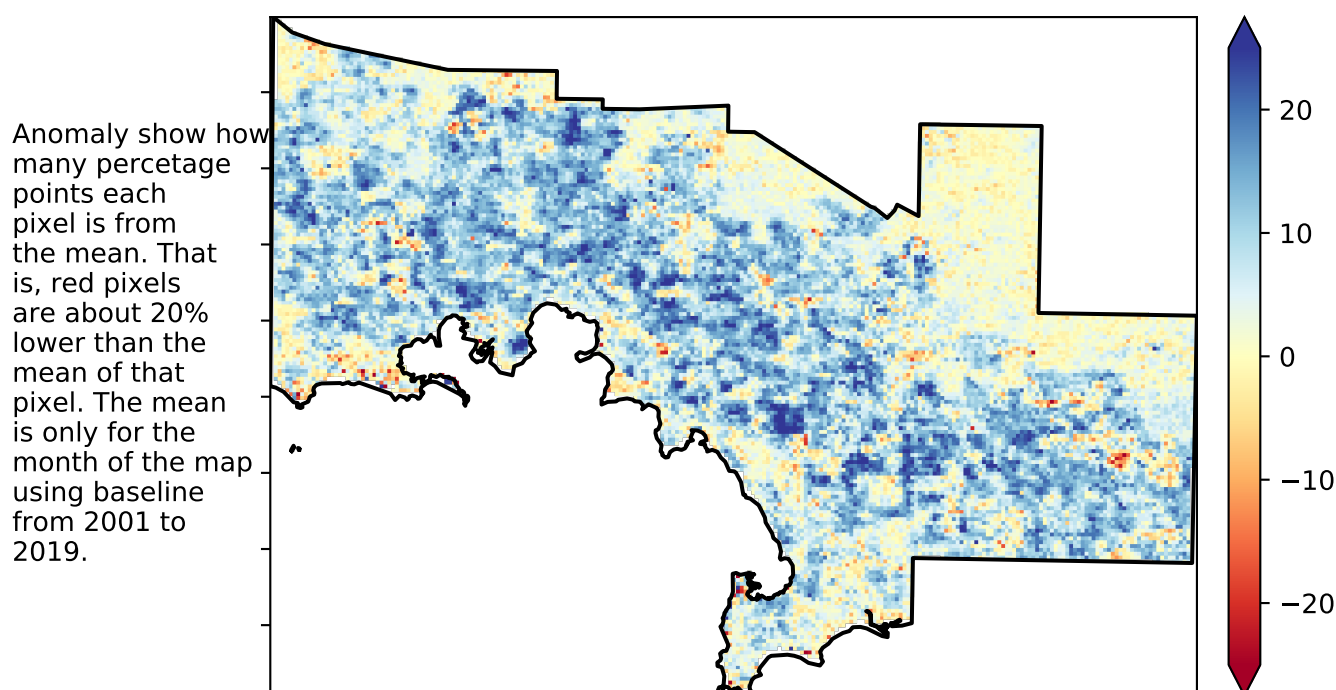 Anomaly show how
many percetage
points each
pixel is from
the mean. That
is, red pixels
are about 20%
lower than the
mean of that
pixel. The mean
is only for the
month of the map
using baseline
from 2001 to
2019.
20
10
0
−10
−20